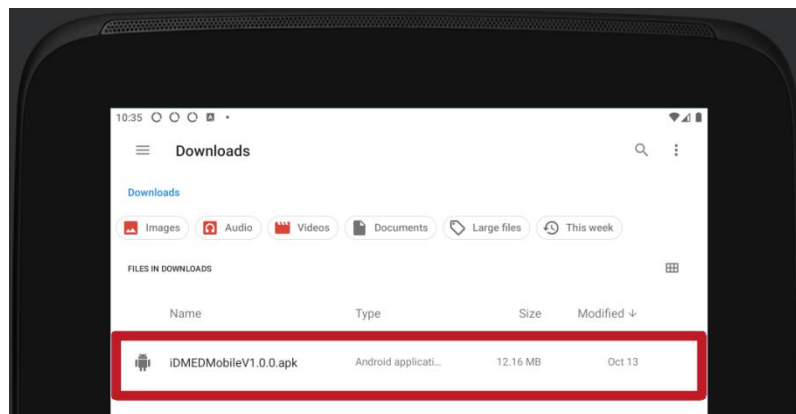 10:35
Downloads
Downloads
Images Audio Videos Documents Large files This week
FILES IN DOWNLOADS
Name Type Size Modified ↓
iDMEDMobileV1.0.0.apk Android applicati... 12.16 MB Oct 13